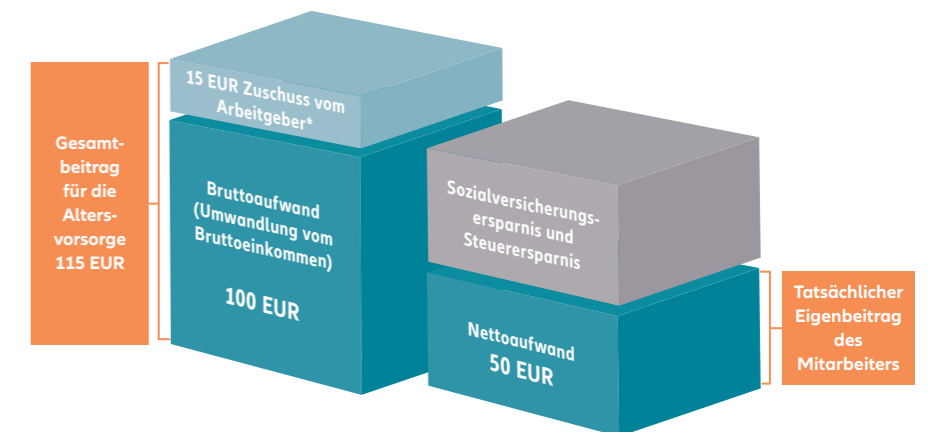 Gesamt-
beitrag
für die
Alters-
vorsorge
115 EUR
15 EUR Zuschuss vom
Arbeitgeber*
Bruttoaufwand
(Umwandlung vom
Bruttoeinkommen)
100 EUR
Sozialversicherungs-
ersparnis und
Steuerersparnis
Nettoaufwand
50 EUR
Tatsächlicher
Eigenbeitrag
des
Mitarbeiters